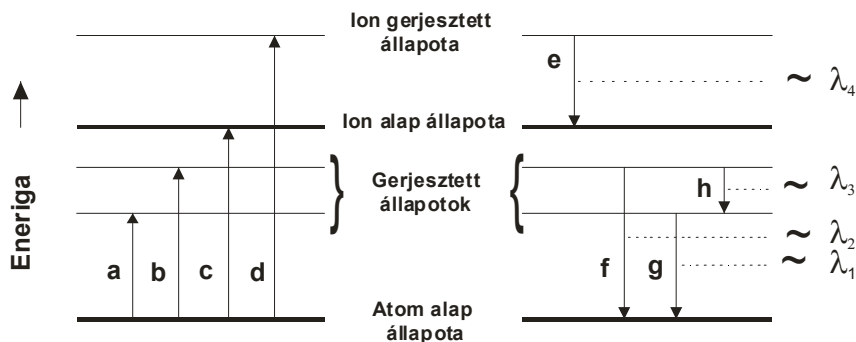 Ion gerjesztett
állapota
e
~ λ4
Ion alap állapota
Eneriga
Gerjesztett
állapotok
h
~ λ3
~ λ2
~ λ1
a
b
c
d
f
g
Atom alap
állapota